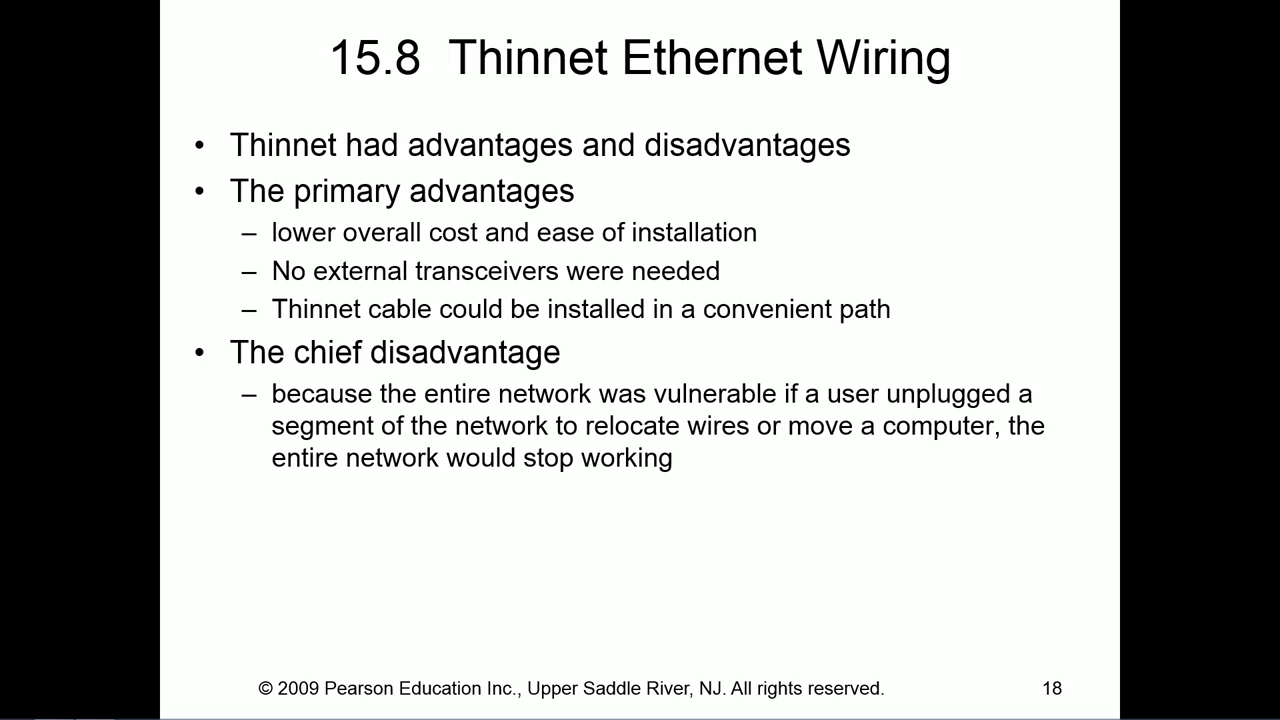 15.8 Thinnet Ethernet Wiring
• Thinnet had advantages and disadvantages
• The primary advantages
– lower overall cost and ease of installation
– No external transceivers were needed
– Thinnet cable could be installed in a convenient path
• The chief disadvantage
– because the entire network was vulnerable if a user unplugged a
segment of the network to relocate wires or move a computer, the
entire network would stop working
© 2009 Pearson Education Inc., Upper Saddle River, NJ. All rights reserved.
18